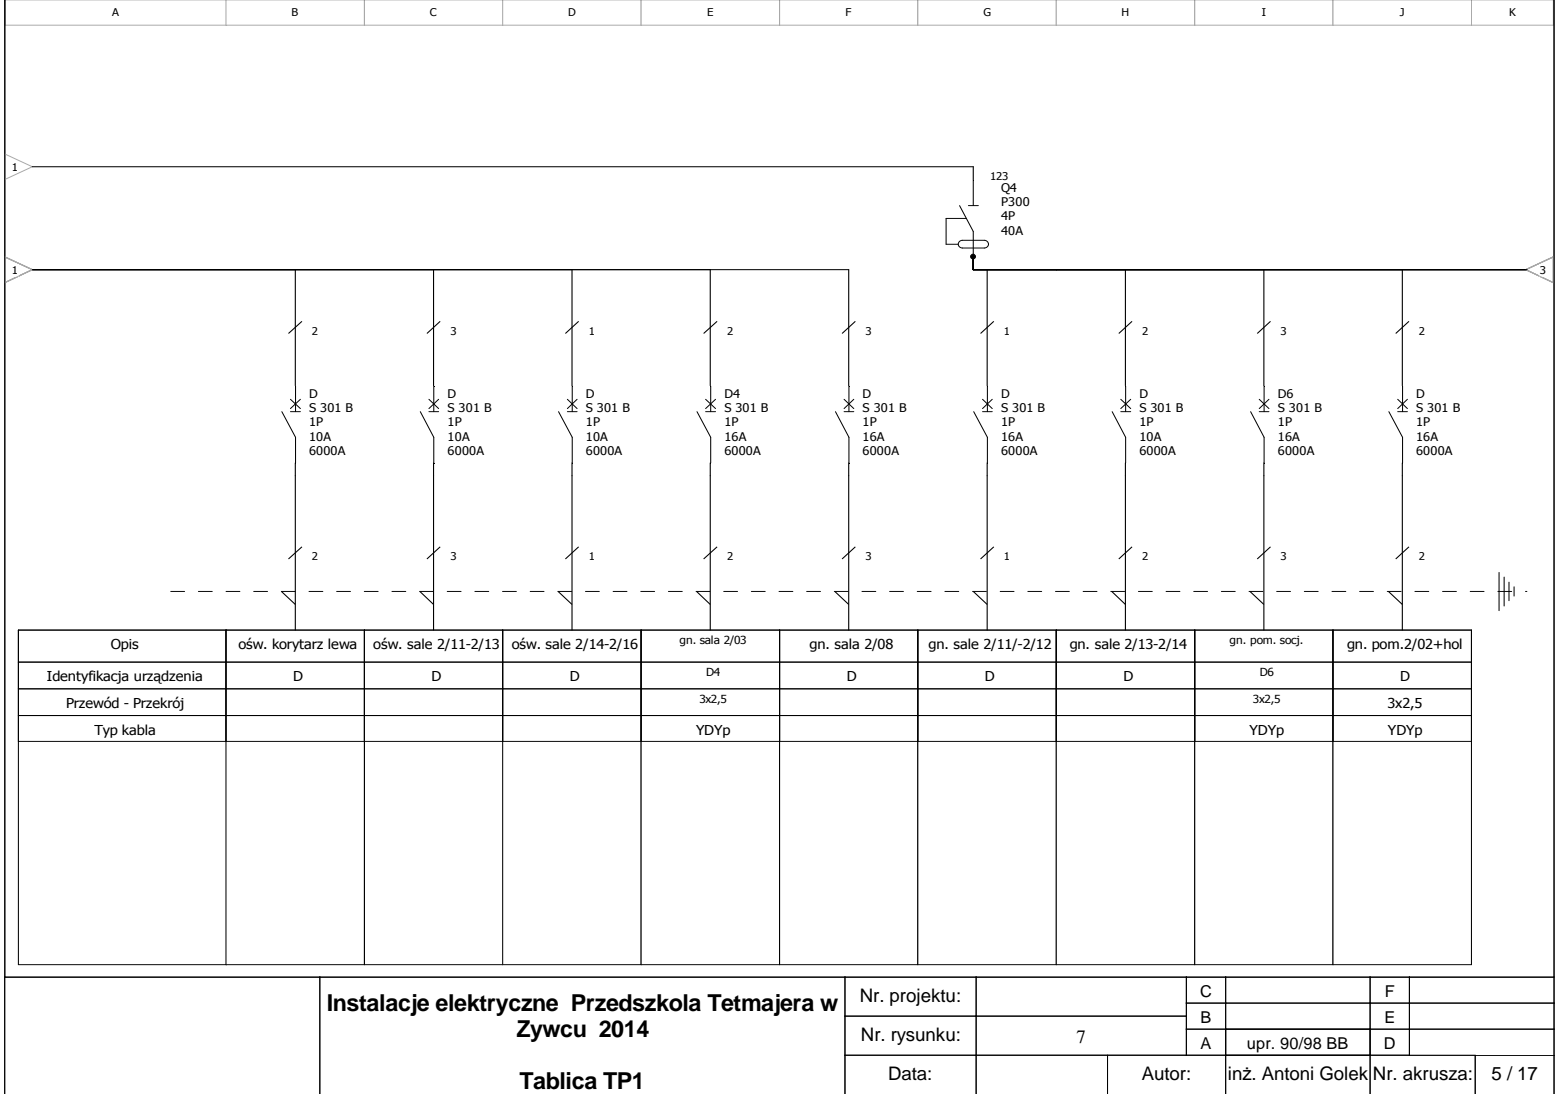 A B C D E F G H I J K
1
123
Q4
P300
4P
40A
1 3
2 3 1 2 3 1 2 3 2
D D D D4 D D D D6 D
S 301 B S 301 B S 301 B S 301 B S 301 B S 301 B S 301 B S 301 B S 301 B
1P 1P 1P 1P 1P 1P 1P 1P 1P
10A 10A 10A 16A 16A 16A 10A 16A 16A
6000A 6000A 6000A 6000A 6000A 6000A 6000A 6000A 6000A
2 3 1 2 3 1 2 3 2
Opis ośw. korytarz lewa ośw. sale 2/11-2/13 ośw. sale 2/14-2/16 gn. sala 2/03 gn. sala 2/08 gn. sale 2/11/-2/12 gn. sale 2/13-2/14 gn. pom. socj. gn. pom.2/02+hol
Identyfikacja urządzenia D D D D4 D D D D6 D
Przewód - Przekrój 3x2,5 3x2,5 3x2,5
Typ kabla YDYp YDYp YDYp
Instalacje elektryczne Przedszkola Tetmajera w
Zywcu 2014
Tablica TP1
Nr. projektu: C F
B E
Nr. rysunku: 7 A upr. 90/98 BB D
Data: Autor: inż. Antoni Golek Nr. akrusza: 5 / 17